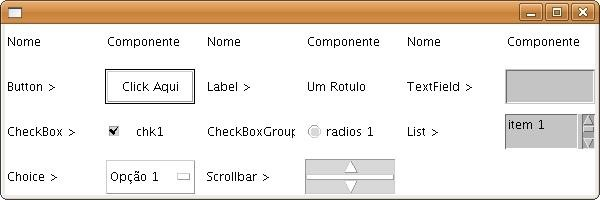 Nome Componente Nome Componente Nome Componente
Button > Click Aqui Label > Um Rotulo TextField >
CheckBox > chk1 CheckBoxGroup radios 1 List > item 1
Choice > Opção 1 Scrollbar >